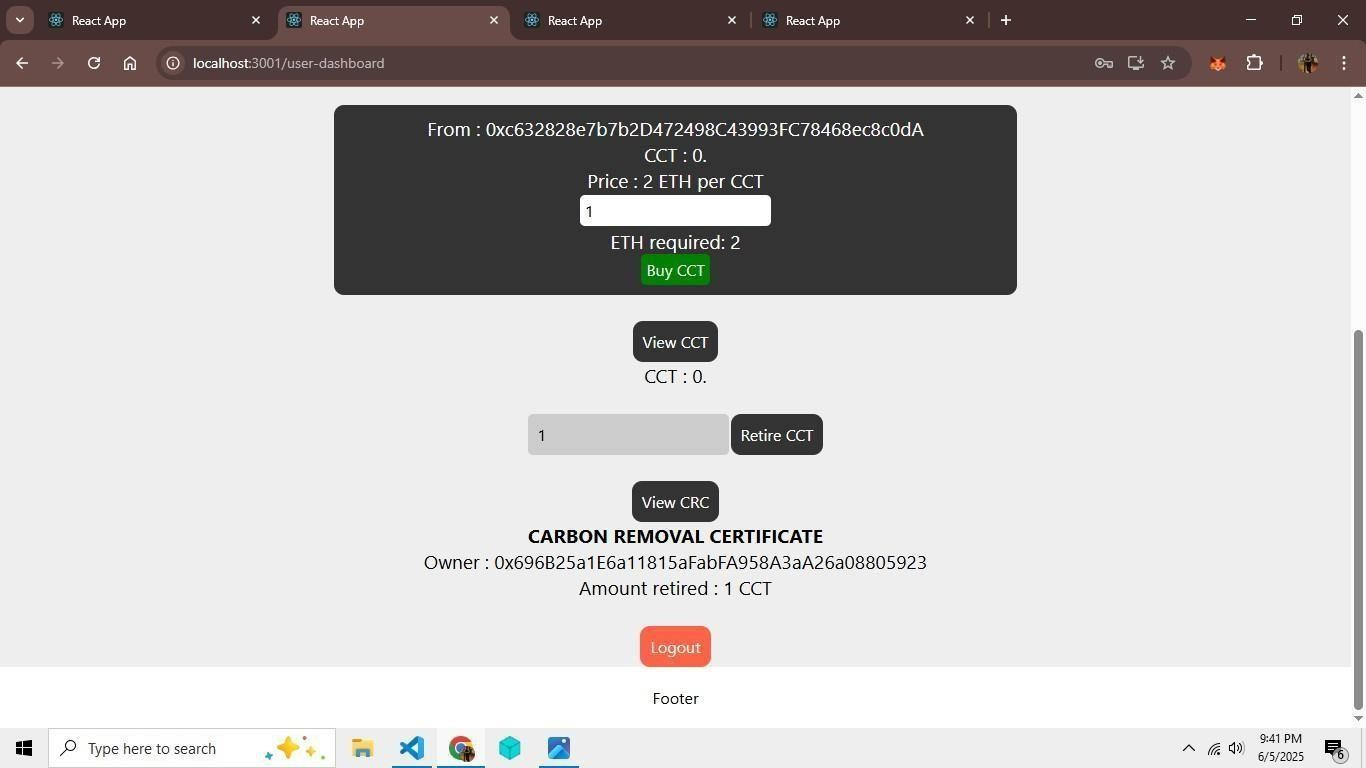 React App
React App
React App
React App
localhost:3001/user-dashboard
From : 0xc632828e7b7b2D472498C43993FC78468ec8c0dA
CCT : 0.
Price : 2 ETH per CCT
1
ETH required: 2
Buy CCT
View CCT
CCT : 0.
1
Retire CCT
View CRC
CARBON REMOVAL CERTIFICATE
Owner : 0x696B25a1E6a11815aFabFA958A3aA26a08805923
Amount retired : 1 CCT
Logout
Footer
Type here to search
9:41 PM
6/5/2025
6